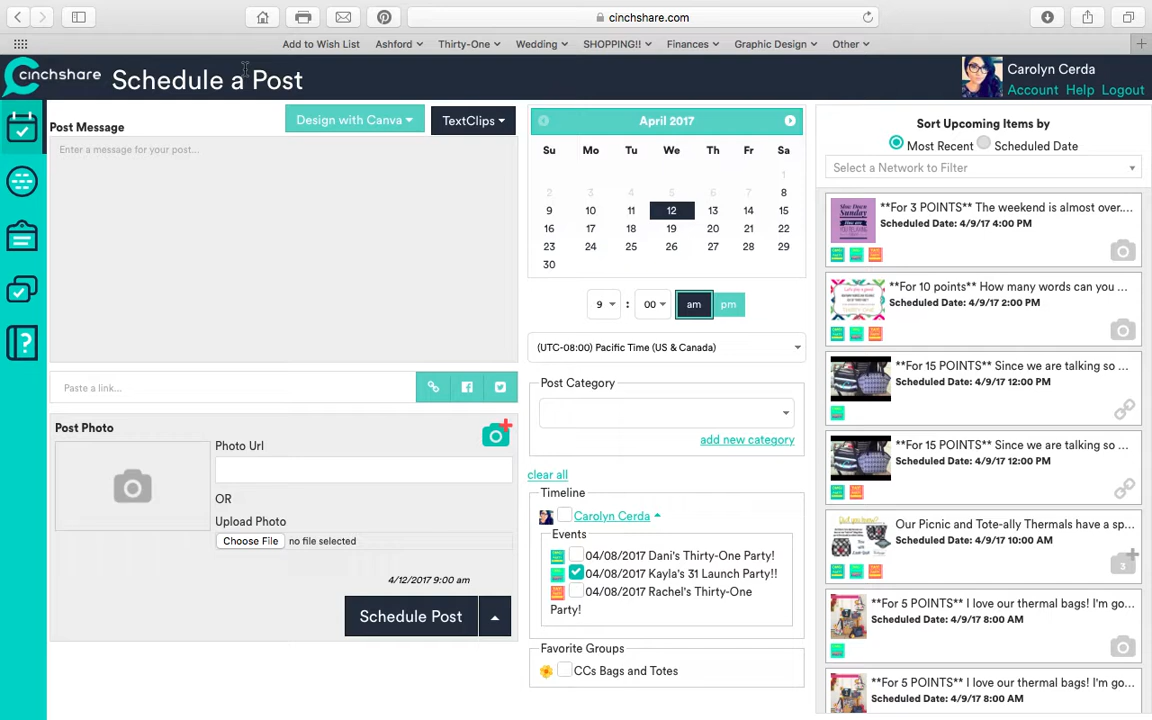 cinchshare.com
Add to Wish List Ashford Thirty-One Wedding SHOPPING!! Finances Graphic Design Other
cinchshare Schedule a Post
Carolyn Cerda
Account Help Logout
Post Message
Design with Canva TextClips
Enter a message for your post...
Paste a link...
Post Photo
Photo Url
OR
Upload Photo
Choose File no file selected
4/12/2017 9:00 am
Schedule Post
April 2017
Su Mo Tu We Th Fr Sa
1
2 3 4 5 6 7 8
9 10 11 12 13 14 15
16 17 18 19 20 21 22
23 24 25 26 27 28 29
30
9 : 00 am pm
(UTC-08:00) Pacific Time (US & Canada)
Post Category
add new category
clear all
Timeline
Carolyn Cerda
Events
04/08/2017 Dani's Thirty-One Party!
04/08/2017 Kayla's 31 Launch Party!!
04/08/2017 Rachel's Thirty-One
Party!
Favorite Groups
CCs Bags and Totes
Sort Upcoming Items by
Most Recent Scheduled Date
Select a Network to Filter
**For 3 POINTS** The weekend is almost over....
Scheduled Date: 4/9/17 4:00 PM
**For 10 points** How many words can you ...
Scheduled Date: 4/9/17 2:00 PM
**For 15 POINTS** Since we are talking so ...
Scheduled Date: 4/9/17 12:00 PM
**For 15 POINTS** Since we are talking so ...
Scheduled Date: 4/9/17 12:00 PM
Our Picnic and Tote-ally Thermals have a sp...
Scheduled Date: 4/9/17 10:00 AM
3
**For 5 POINTS** I love our thermal bags! I'm go...
Scheduled Date: 4/9/17 8:00 AM
**For 5 POINTS** I love our thermal bags! I'm go...
Scheduled Date: 4/9/17 8:00 AM